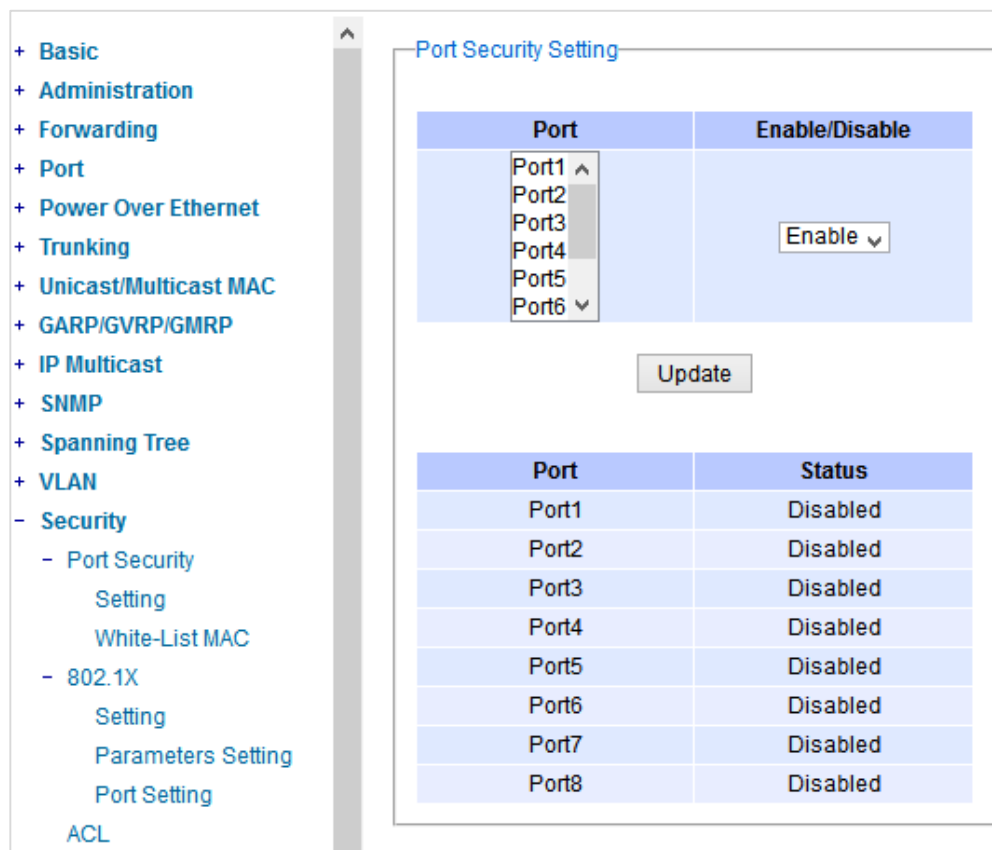 + Basic
+ Administration
+ Forwarding
+ Port
+ Power Over Ethernet
+ Trunking
+ Unicast/Multicast MAC
+ GARP/GVRP/GMRP
+ IP Multicast
+ SNMP
+ Spanning Tree
+ VLAN
- Security
- Port Security
Setting
White-List MAC
- 802.1X
Setting
Parameters Setting
Port Setting
ACL
Port Security Setting
Port Enable/Disable
Port1
Port2
Port3
Port4
Port5
Port6
Enable
Update
Port Status
Port1 Disabled
Port2 Disabled
Port3 Disabled
Port4 Disabled
Port5 Disabled
Port6 Disabled
Port7 Disabled
Port8 Disabled